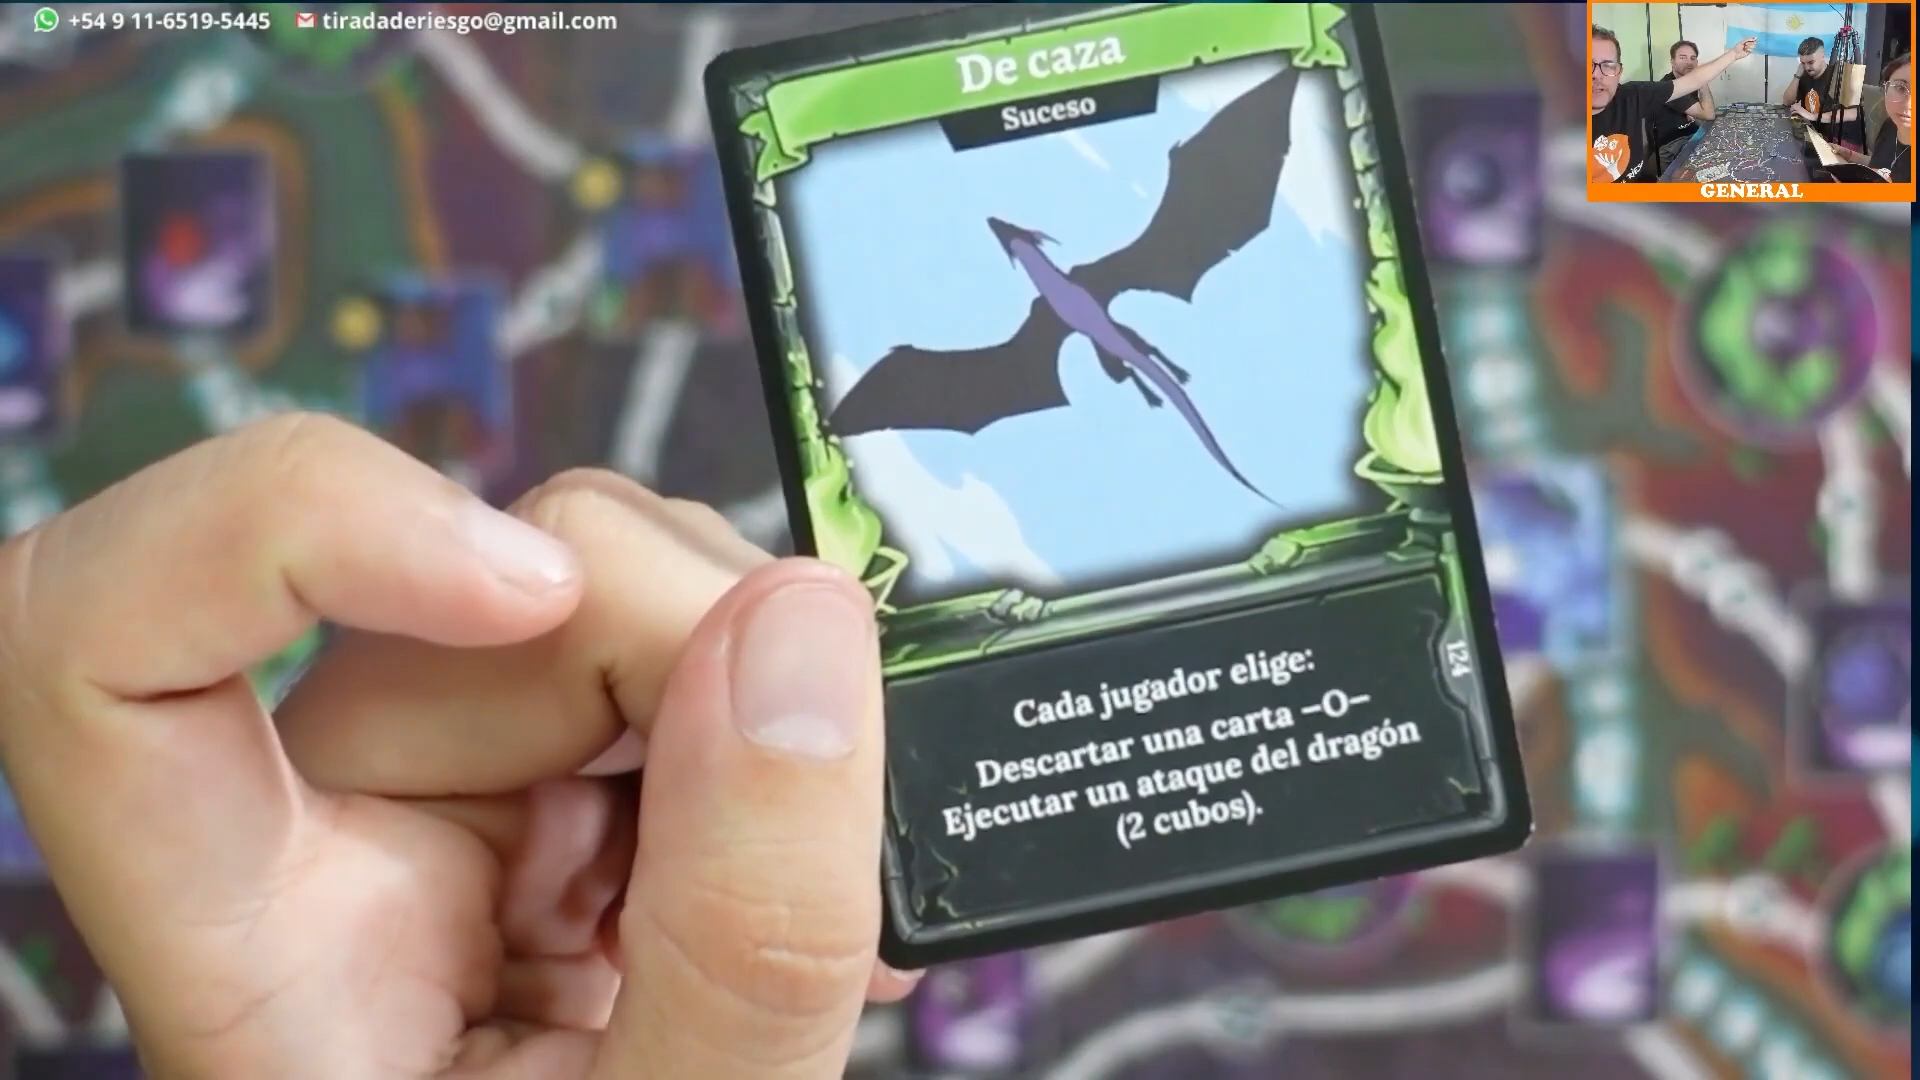 +54 9 11-6519-5445 tiradaderiesgo@gmail.com
De caza
Suceso
Cada jugador elige:
Descartar una carta –O–
Ejecutar un ataque del dragón
(2 cubos).
124
GENERAL